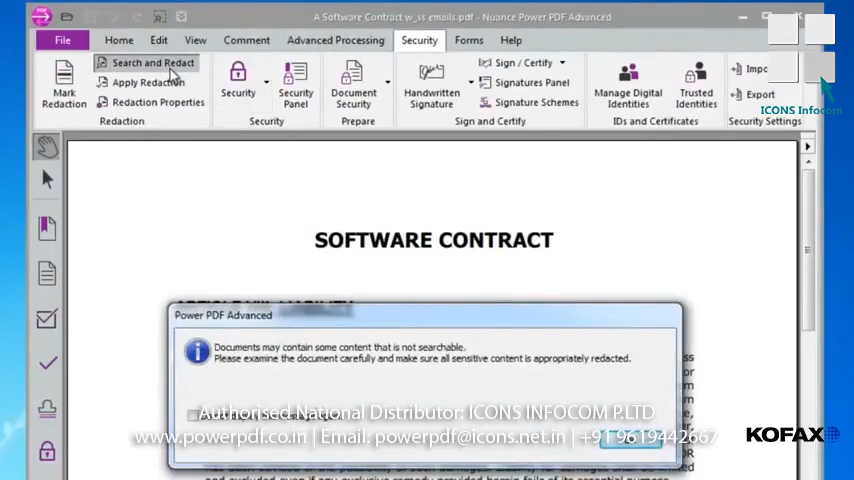 A Software Contract w_ss emails.pdf - Nuance Power PDF Advanced
File Home Edit View Comment Advanced Processing Security Forms Help
Search and Redact
Apply Redaction
Redaction Properties
Mark Redaction
Redaction
Security
Security Panel
Security
Document Security
Prepare
Handwritten Signature
Sign / Certify
Signatures Panel
Signature Schemes
Sign and Certify
Manage Digital Identities
Trusted Identities
IDs and Certificates
Export
Security Settings
ICONS Infocom
SOFTWARE CONTRACT
Power PDF Advanced
Documents may contain some content that is not searchable.
Please examine the document carefully and make sure all sensitive content is appropriately redacted.
Authorised National Distributor: ICONS INFOCOM P.LTD
www.powerpdf.co.in | Email: powerpdf@icons.net.in | +91 9619442667
KOFAX